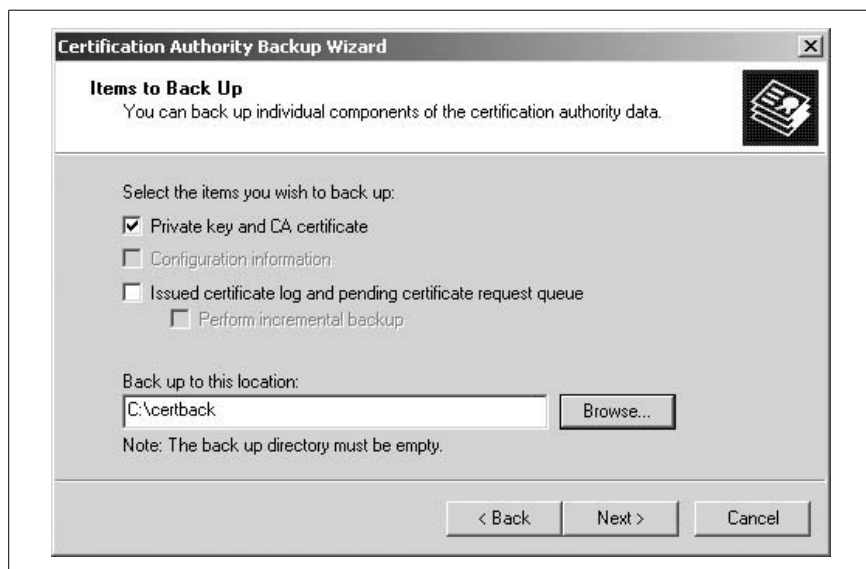 Certification Authority Backup Wizard
Items to Back Up
You can back up individual components of the certification authority data.
Select the items you wish to back up:
Private key and CA certificate
Configuration information
Issued certificate log and pending certificate request queue
Perform incremental backup
Back up to this location:
C:\certback
Browse...
Note: The back up directory must be empty.
< Back
Next >
Cancel